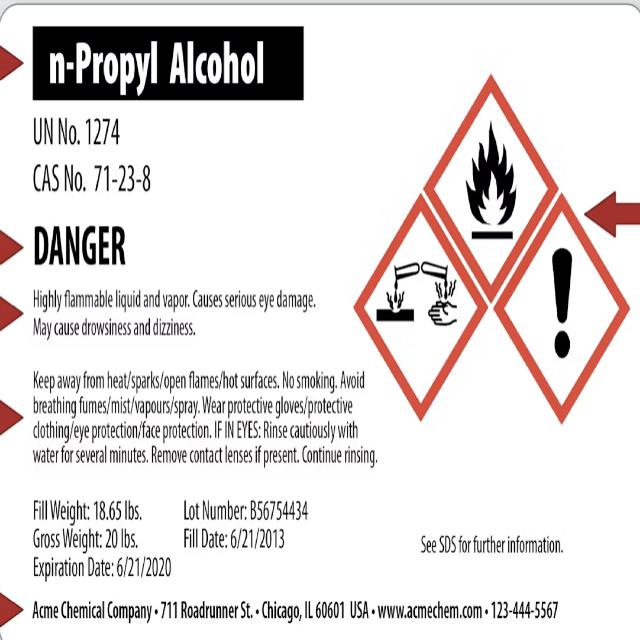 n-Propyl Alcohol
UN No. 1274
CAS No. 71-23-8
DANGER
Highly flammable liquid and vapor. Causes serious eye damage.
May cause drowsiness and dizziness.
Keep away from heat/sparks/open flames/hot surfaces. No smoking. Avoid
breathing fumes/mist/vapours/spray. Wear protective gloves/protective
clothing/eye protection/face protection. IF IN EYES: Rinse cautiously with
water for several minutes. Remove contact lenses if present. Continue rinsing.
Fill Weight: 18.65 lbs. Lot Number: B56754434
Gross Weight: 20 lbs. Fill Date: 6/21/2013
Expiration Date: 6/21/2020
See SDS for further information.
Acme Chemical Company • 711 Roadrunner St. • Chicago, IL 60601 USA • www.acmechem.com • 123-444-5567